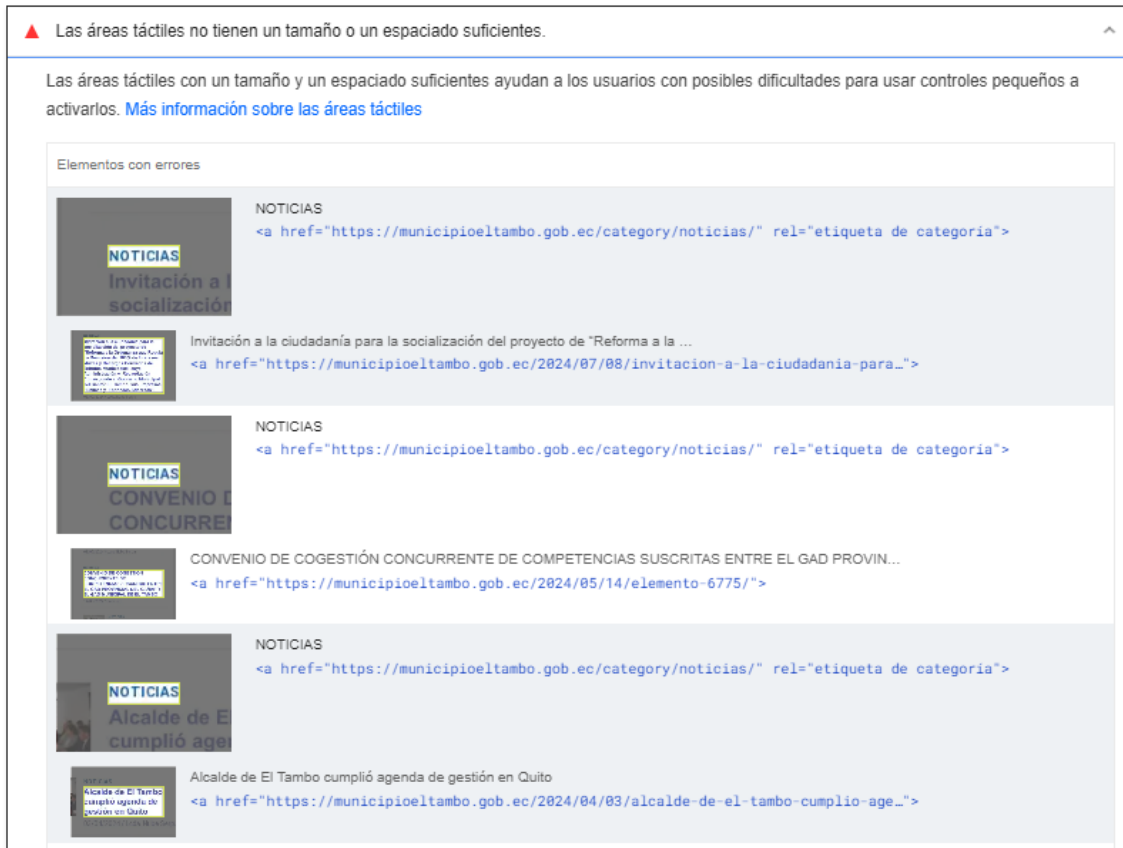 Las áreas táctiles no tienen un tamaño o un espaciado suficientes.
Las áreas táctiles con un tamaño y un espaciado suficientes ayudan a los usuarios con posibles dificultades para usar controles pequeños a
activarlos. Más información sobre las áreas táctiles
Elementos con errores
NOTICIAS
<a href="https://municipioeltambo.gob.ec/category/noticias/" rel="etiqueta de categoría">
NOTICIAS
Invitación a l
socialización
Invitación a la ciudadanía para la socialización del proyecto de "Reforma a la ...
<a href="https://municipioeltambo.gob.ec/2024/07/08/invitacion-a-la-ciudadania-para…">
NOTICIAS
<a href="https://municipioeltambo.gob.ec/category/noticias/" rel="etiqueta de categoría">
NOTICIAS
CONVENIO D
CONCURRE
CONVENIO DE COGESTIÓN CONCURRENTE DE COMPETENCIAS SUSCRITAS ENTRE EL GAD PROVIN...
<a href="https://municipioeltambo.gob.ec/2024/05/14/elemento-6775/">
NOTICIAS
<a href="https://municipioeltambo.gob.ec/category/noticias/" rel="etiqueta de categoría">
NOTICIAS
Alcalde de E
cumplió age
Alcalde de El Tambo cumplió agenda de gestión en Quito
<a href="https://municipioeltambo.gob.ec/2024/04/03/alcalde-de-el-tambo-cumplio-age…">
Alcalde de El Tambo
cumplió agenda de
gestión en Quito